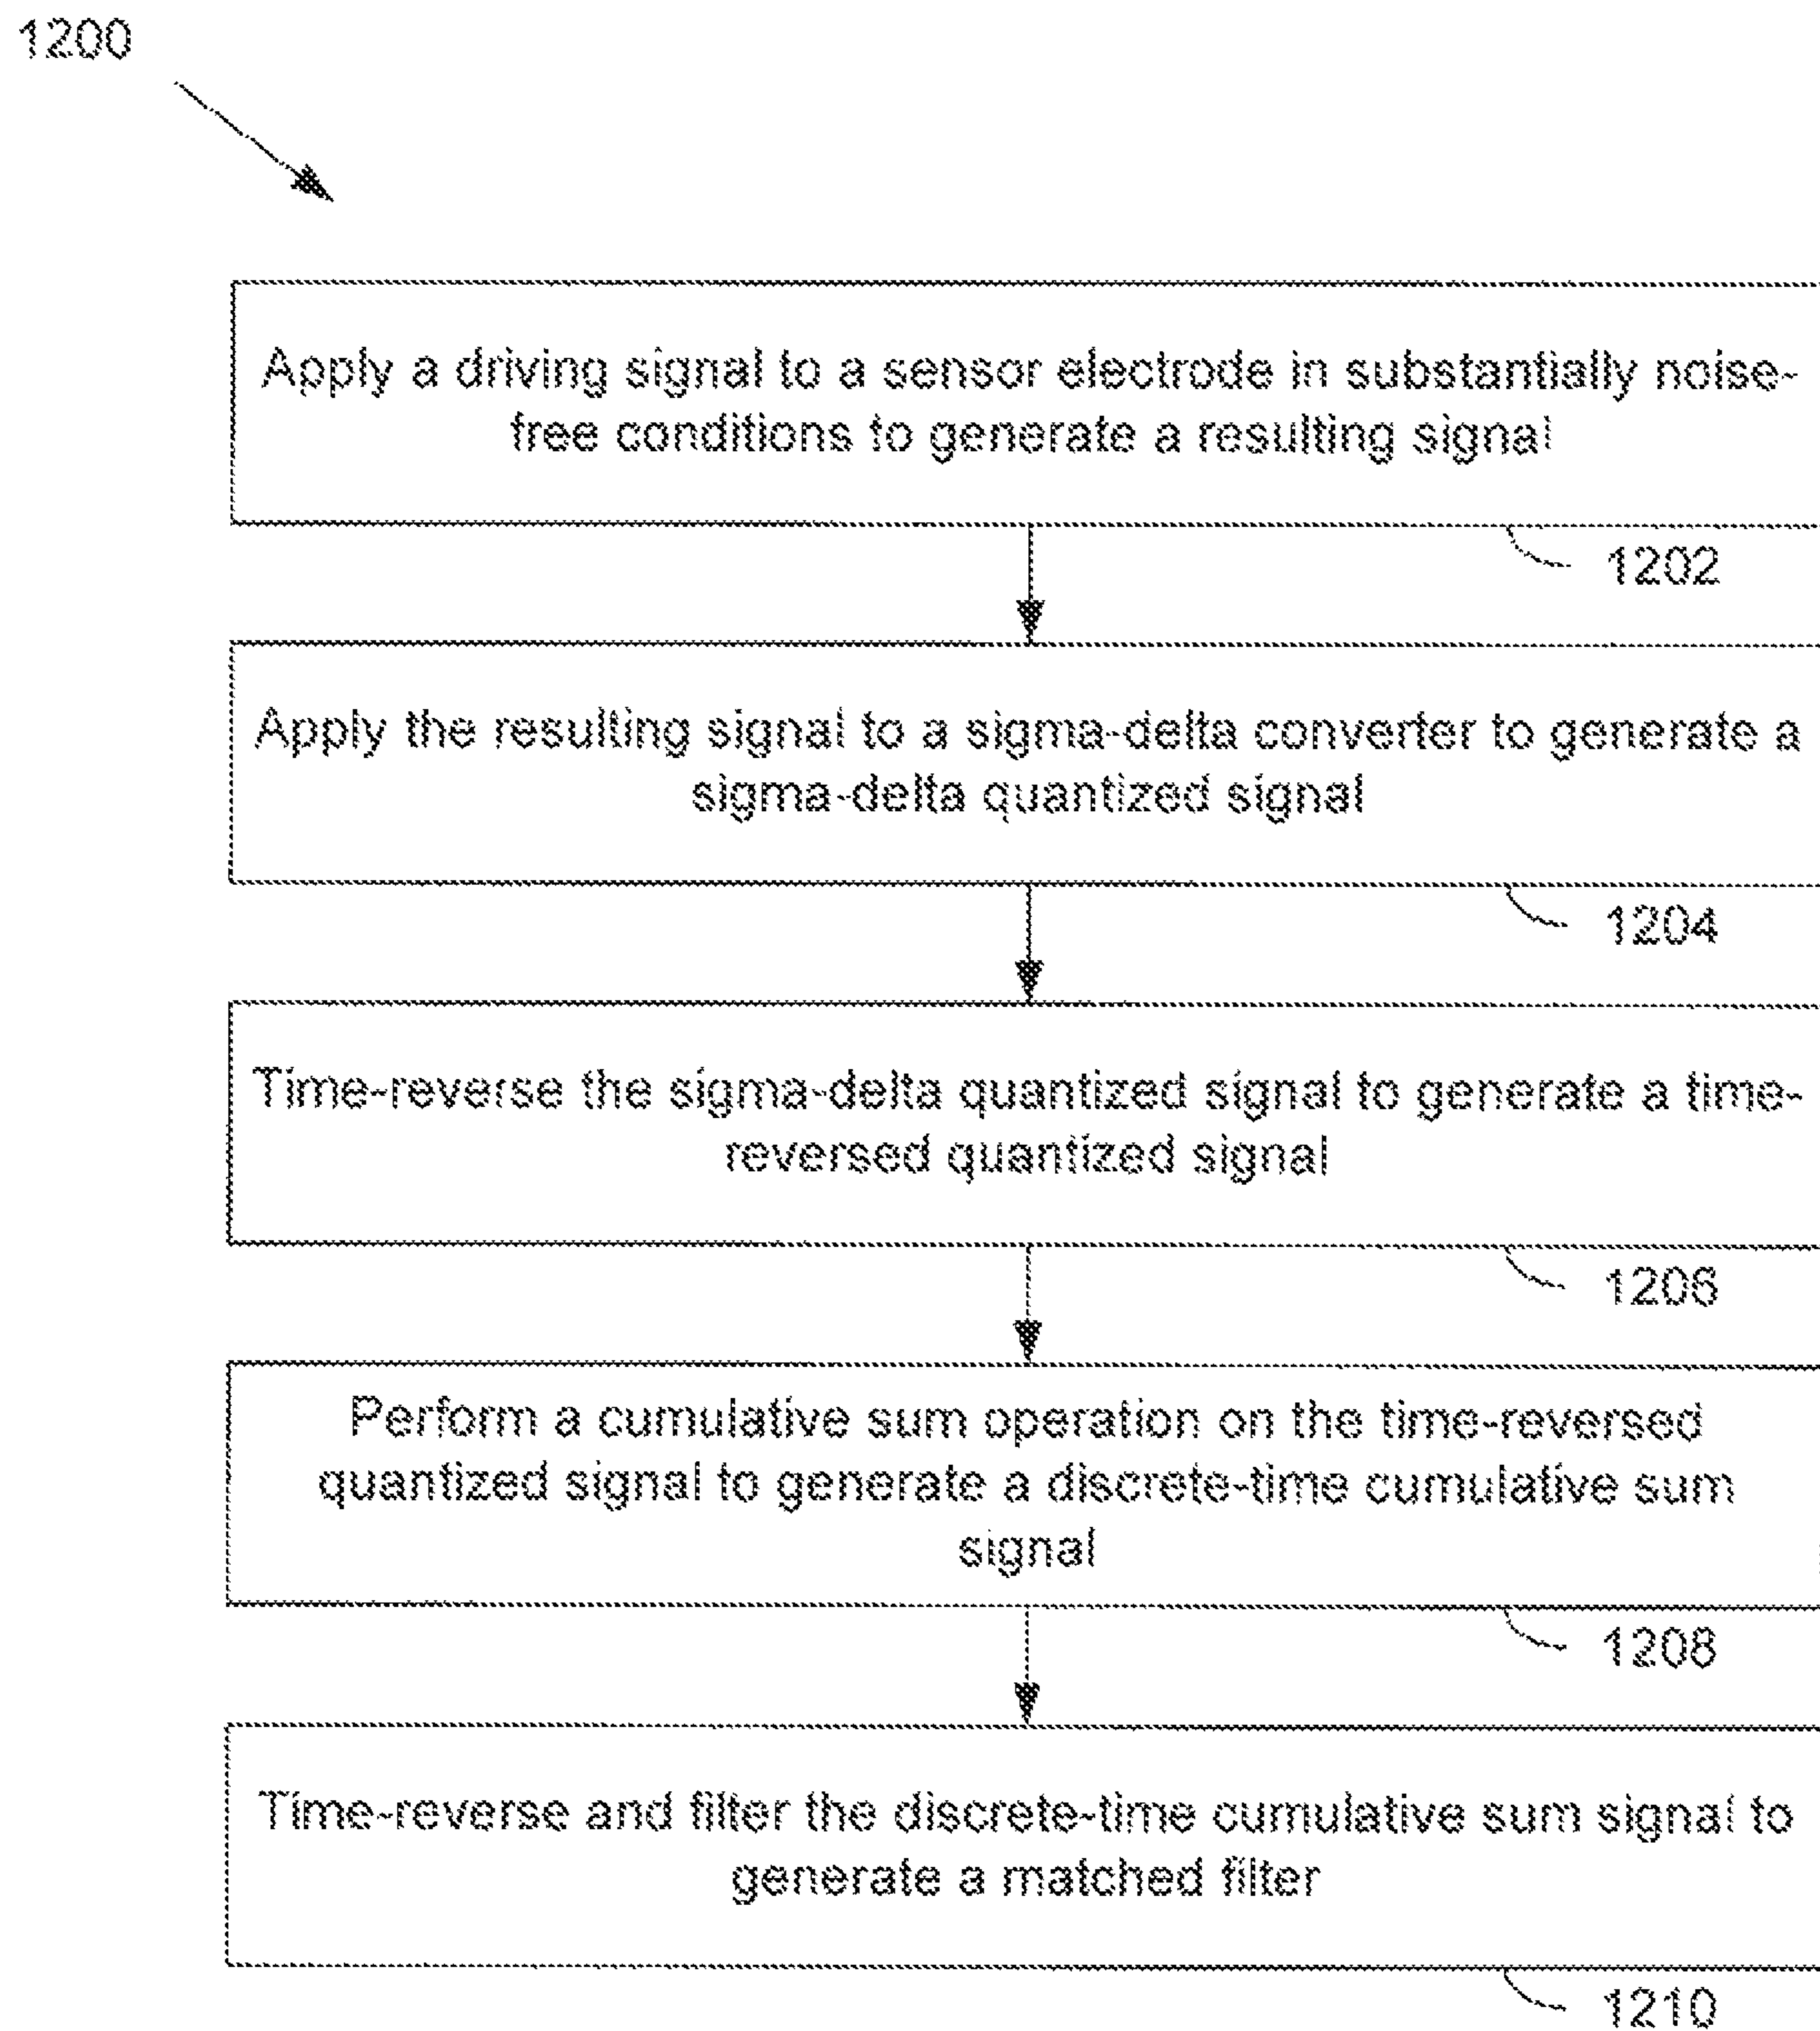 1200
Apply a driving signal to a sensor electrode in substantially noise-
free conditions to generate a resulting signal
1202
Apply the resulting signal to a sigma-delta converter to generate a
sigma-delta quantized signal
1204
Time-reverse the sigma-delta quantized signal to generate a time-
reversed quantized signal
1206
Perform a cumulative sum operation on the time-reversed
quantized signal to generate a discrete-time cumulative sum
signal
1208
Time-reverse and filter the discrete-time cumulative sum signal to
generate a matched filter
1210